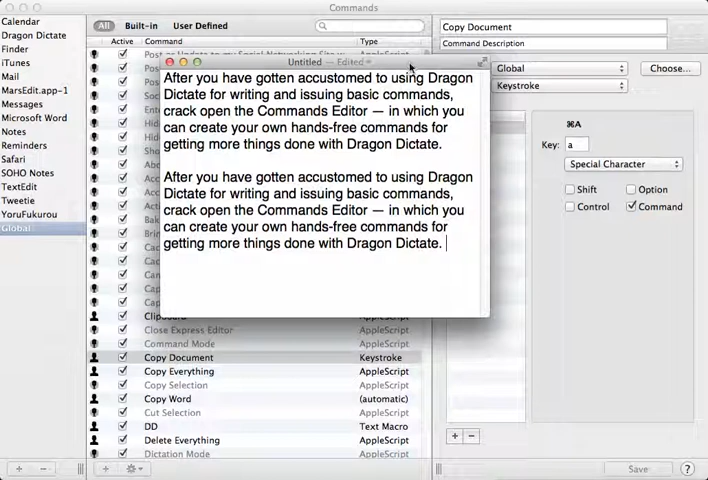 Commands
Calendar
Dragon Dictate
Finder
iTunes
Mail
MarsEdit.app-1
Messages
Microsoft Word
Notes
Reminders
Safari
SOHO Notes
TextEdit
Tweetie
YoruFukurou
Global
All Built-in User Defined
Active Command Type
Untitled — Edited
After you have gotten accustomed to using Dragon
Dictate for writing and issuing basic commands,
crack open the Commands Editor — in which you
can create your own hands-free commands for
getting more things done with Dragon Dictate.
After you have gotten accustomed to using Dragon
Dictate for writing and issuing basic commands,
crack open the Commands Editor — in which you
can create your own hands-free commands for
getting more things done with Dragon Dictate.
Clipboard AppleScript
Close Express Editor AppleScript
Command Mode AppleScript
Copy Document Keystroke
Copy Everything AppleScript
Copy Selection AppleScript
Copy Word (automatic)
Cut Selection AppleScript
DD Text Macro
Delete Everything AppleScript
Dictation Mode AppleScript
Copy Document
Command Description
Global Choose...
Keystroke
⌘A
Key: a
Special Character
Shift Option
Control Command
+ −
+ −
+
Save ?